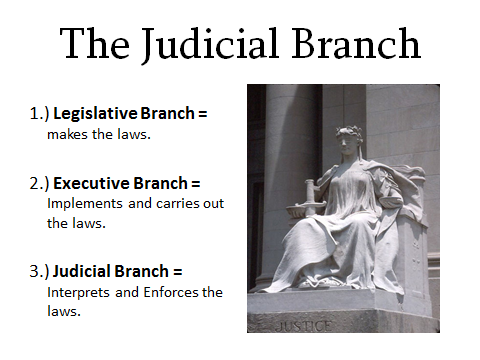 The Judicial Branch
1.) Legislative Branch =
makes the laws.
2.) Executive Branch =
Implements and carries out
the laws.
3.) Judicial Branch =
Interprets and Enforces the
laws.
JUSTICE